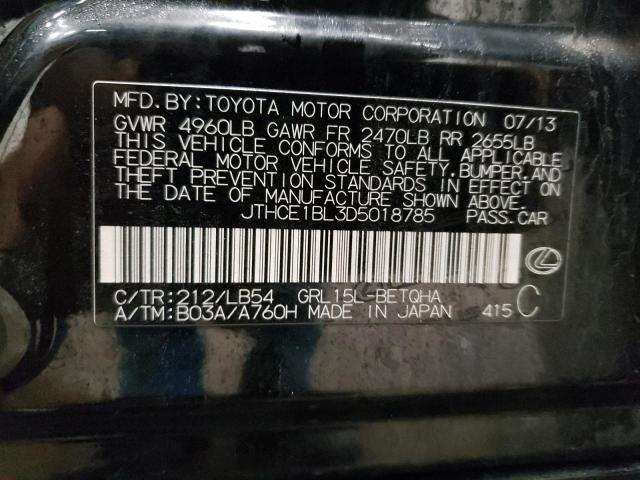 MFD.BY:TOYOTA MOTOR CORPORATION 07/13
GVWR 4960LB GAWR FR 2470LB RR 2655LB
THIS VEHICLE CONFORMS TO ALL APPLICABLE
FEDERAL MOTOR VEHICLE SAFETY,BUMPER,AND
THEFT PREVENTION STANDARDS IN EFFECT ON
THE DATE OF MANUFACTURE SHOWN ABOVE.
JTHCE1BL3D5018785 PASS.CAR
C/TR:212/LB54 GRL15L-BETQHA
A/TM:B03A/A760H MADE IN JAPAN 415 C